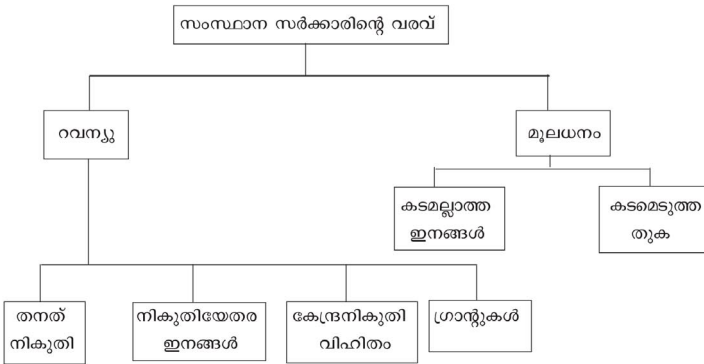 സംസ്ഥാന സർക്കാരിന്റെ വരവ്
റവന്യു
മൂലധനം
കടമല്ലാത്ത
ഇനങ്ങൾ
കടമെടുത്ത
തുക
തനത്
നികുതി
നികുതിയേതര
ഇനങ്ങൾ
കേന്ദ്രനികുതി
വിഹിതം
ഗ്രാന്റുകൾ